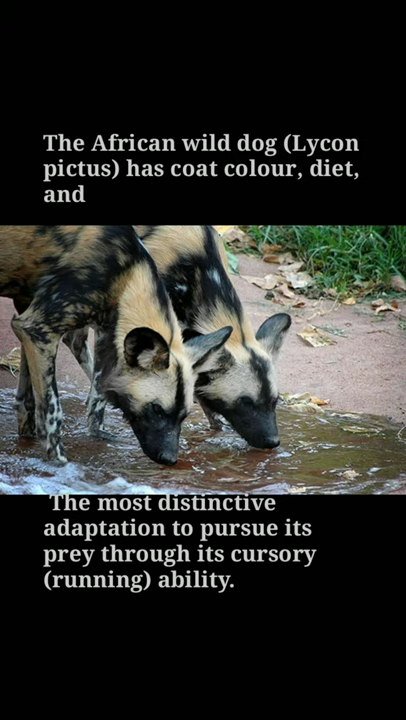 The African wild dog (Lycon
pictus) has coat colour, diet,
and
The most distinctive
adaptation to pursue its
prey through its cursory
(running) ability.